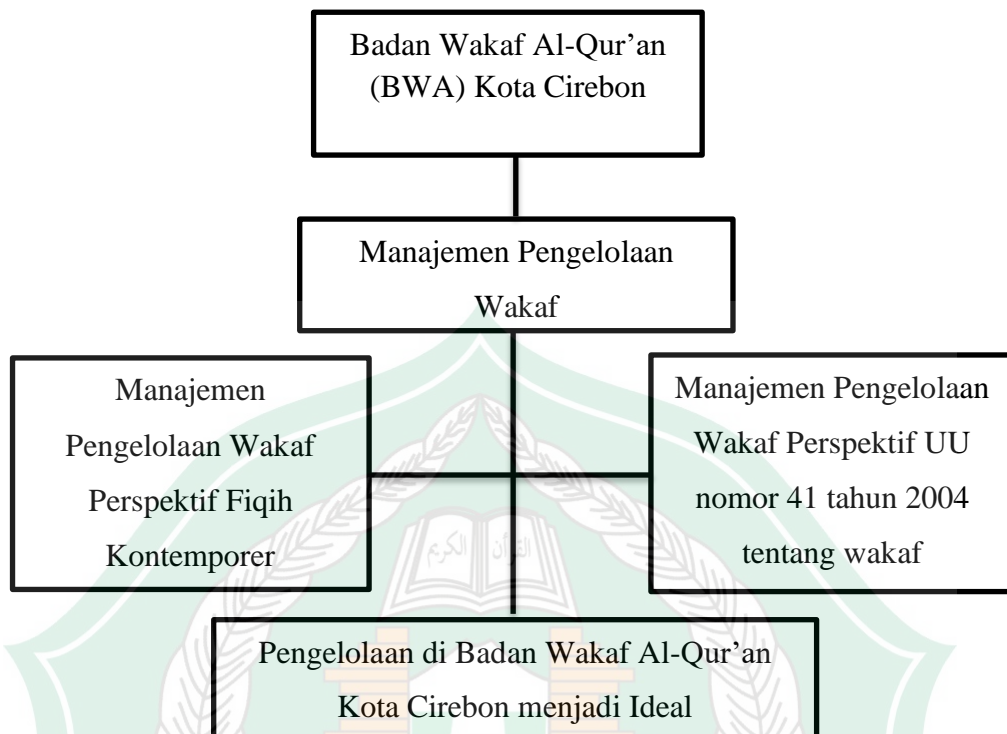 Badan Wakaf Al-Qur’an
(BWA) Kota Cirebon
Manajemen Pengelolaan
Wakaf
Manajemen
Pengelolaan Wakaf
Perspektif Fiqih
Kontemporer
Manajemen Pengelolaan
Wakaf Perspektif UU
nomor 41 tahun 2004
tentang wakaf
القرآن الكريم
Pengelolaan di Badan Wakaf Al-Qur’an
Kota Cirebon menjadi Ideal